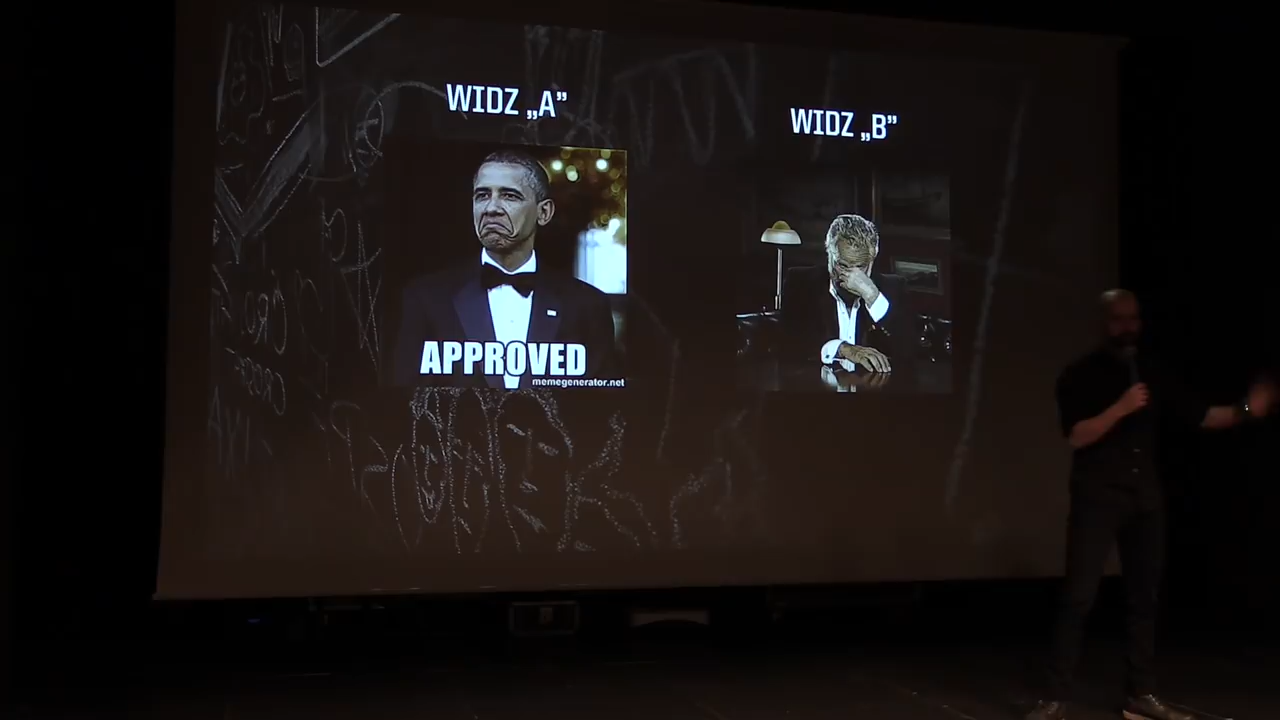 WIDZ „A”
WIDZ „B”
APPROVED
memegenerator.net